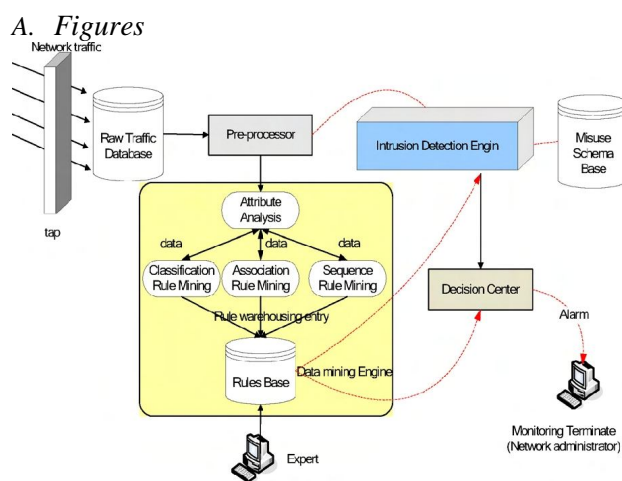 A. Figures
Network traffic
Raw Traffic
Database
Pre-processor
Intrusion Detection Engin
Misuse
Schema
Base
tap
Attribute
Analysis
data
data
data
Classification
Rule Mining
Association
Rule Mining
Sequence
Rule Mining
Decision Center
Rule warehousing entry
Alarm
Rules Base
Data mining Engine
Monitoring Terminate
(Network administrator)
Expert